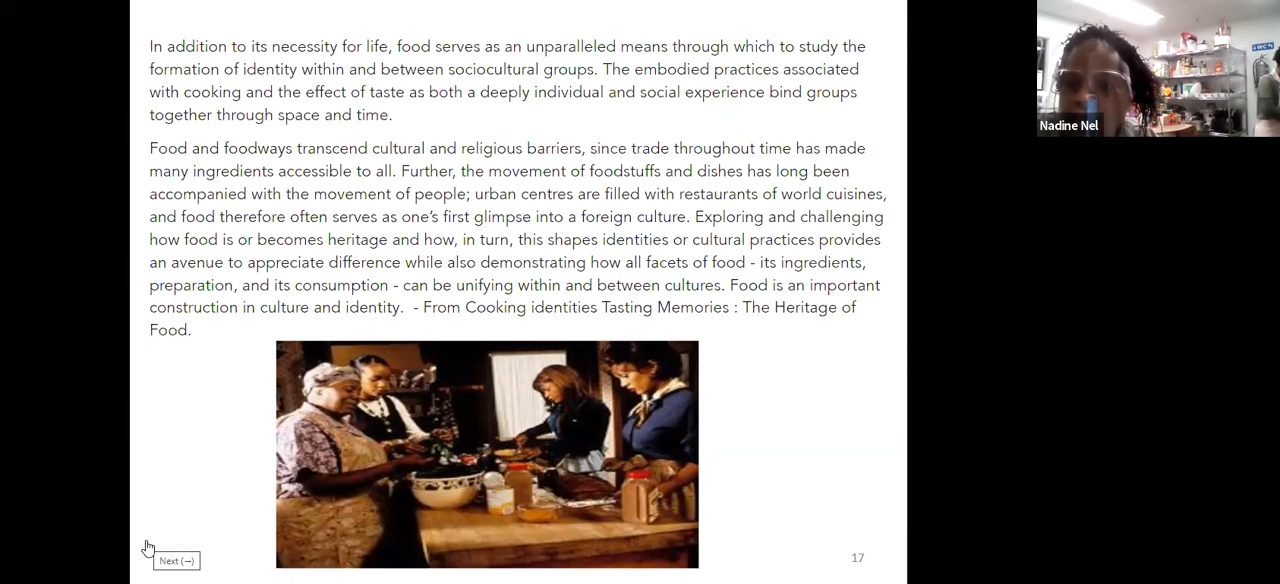 In addition to its necessity for life, food serves as an unparalleled means through which to study the
formation of identity within and between sociocultural groups. The embodied practices associated
with cooking and the effect of taste as both a deeply individual and social experience bind groups
together through space and time.
Food and foodways transcend cultural and religious barriers, since trade throughout time has made
many ingredients accessible to all. Further, the movement of foodstuffs and dishes has long been
accompanied with the movement of people; urban centres are filled with restaurants of world cuisines,
and food therefore often serves as one's first glimpse into a foreign culture. Exploring and challenging
how food is or becomes heritage and how, in turn, this shapes identities or cultural practices provides
an avenue to appreciate difference while also demonstrating how all facets of food - its ingredients,
preparation, and its consumption - can be unifying within and between cultures. Food is an important
construction in culture and identity.  - From Cooking identities Tasting Memories : The Heritage of
Food.
17
Next (→)
Nadine Nel
WC